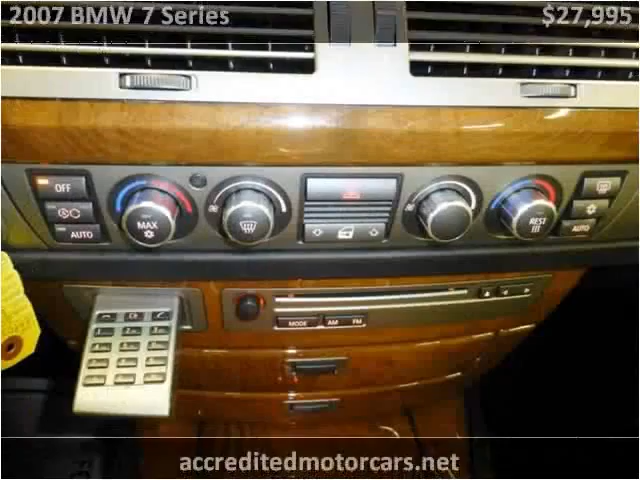 2007 BMW 7 Series
$27,995
OFF
AUTO
MAX
REST
AUTO
MODE AM FM
accreditedmotorcars.net